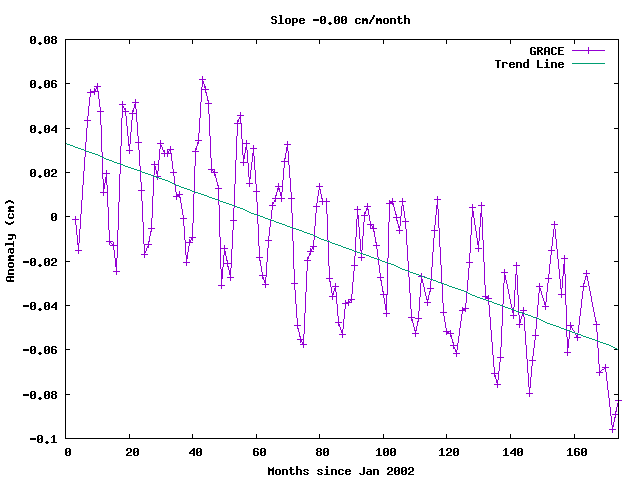 Slope -0.00 cm/month
GRACE
Trend Line
0.08
0.06
0.04
0.02
0
-0.02
-0.04
-0.06
-0.08
-0.1
Anomaly (cm)
0 20 40 60 80 100 120 140 160
Months since Jan 2002